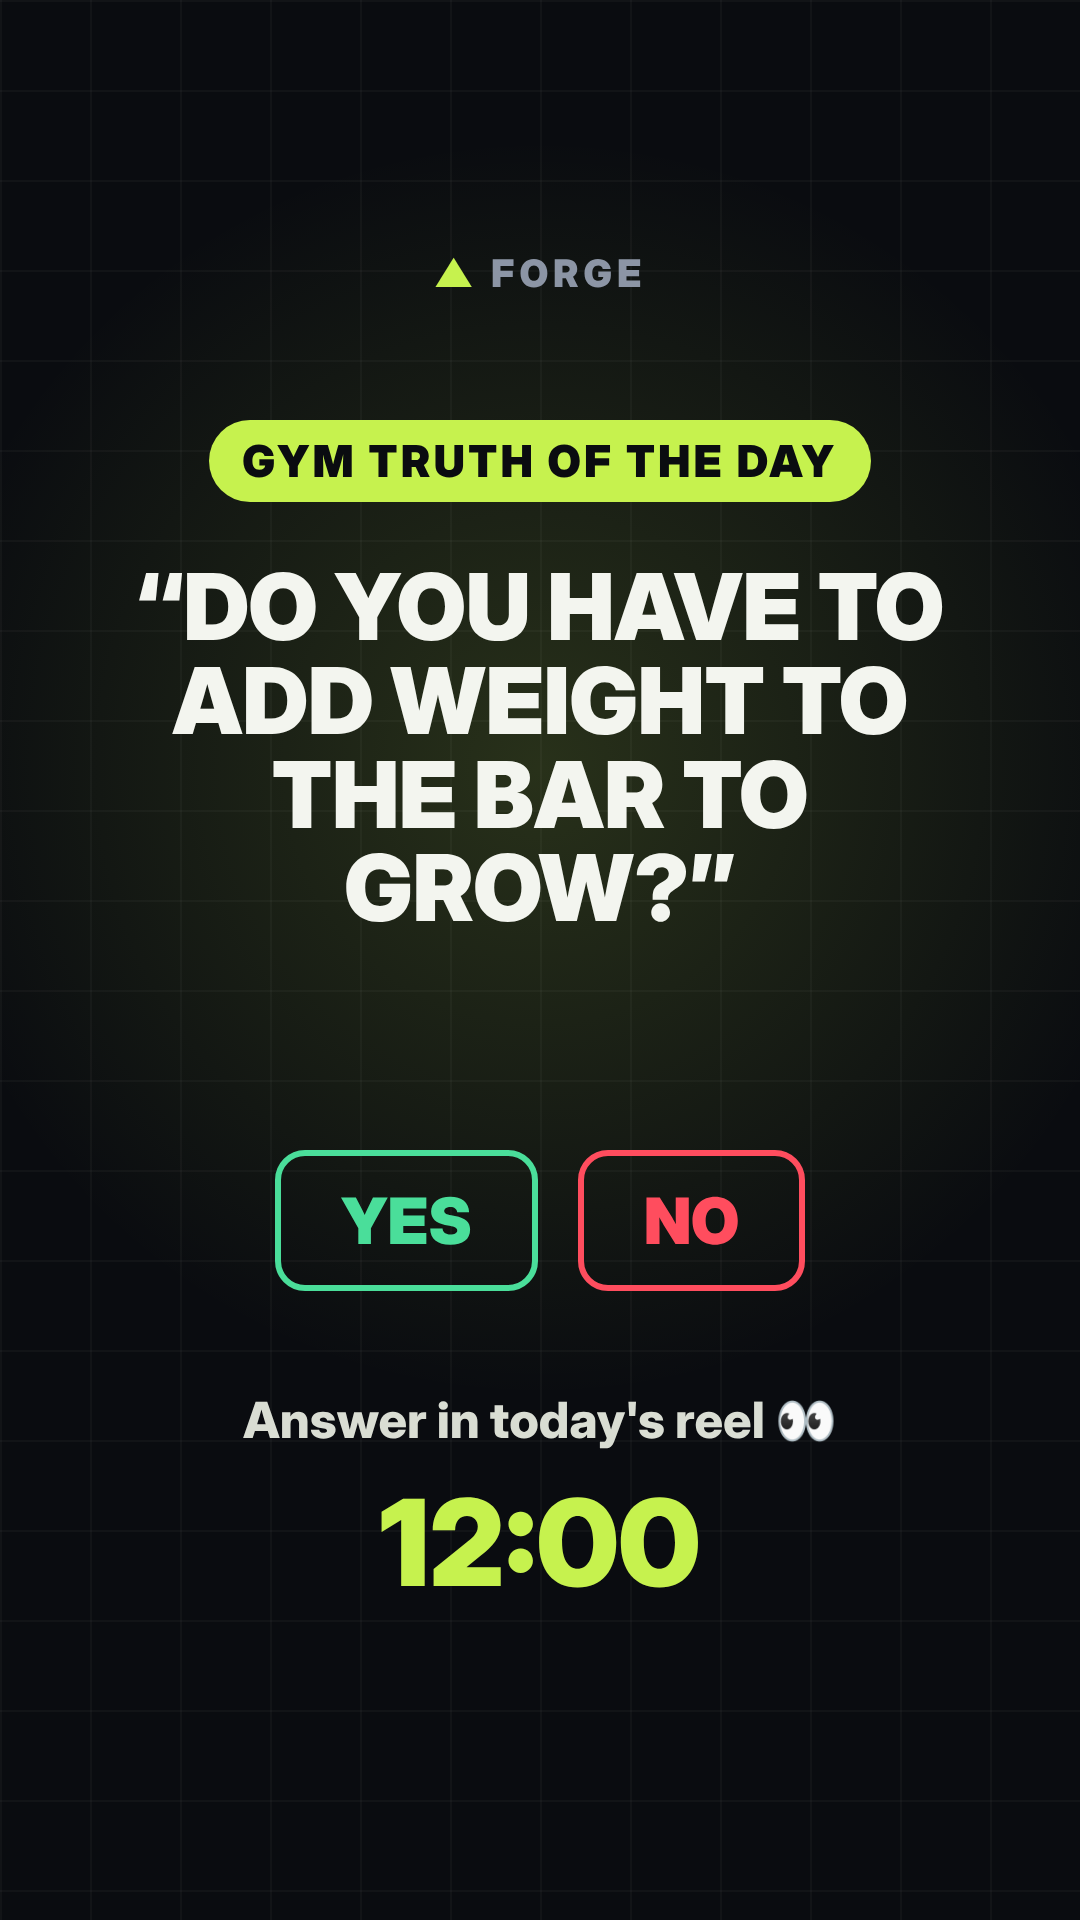 FORGE
GYM TRUTH OF THE DAY
“DO YOU HAVE TO
ADD WEIGHT TO
THE BAR TO
GROW?”
YES
NO
Answer in today's reel 👀
12:00